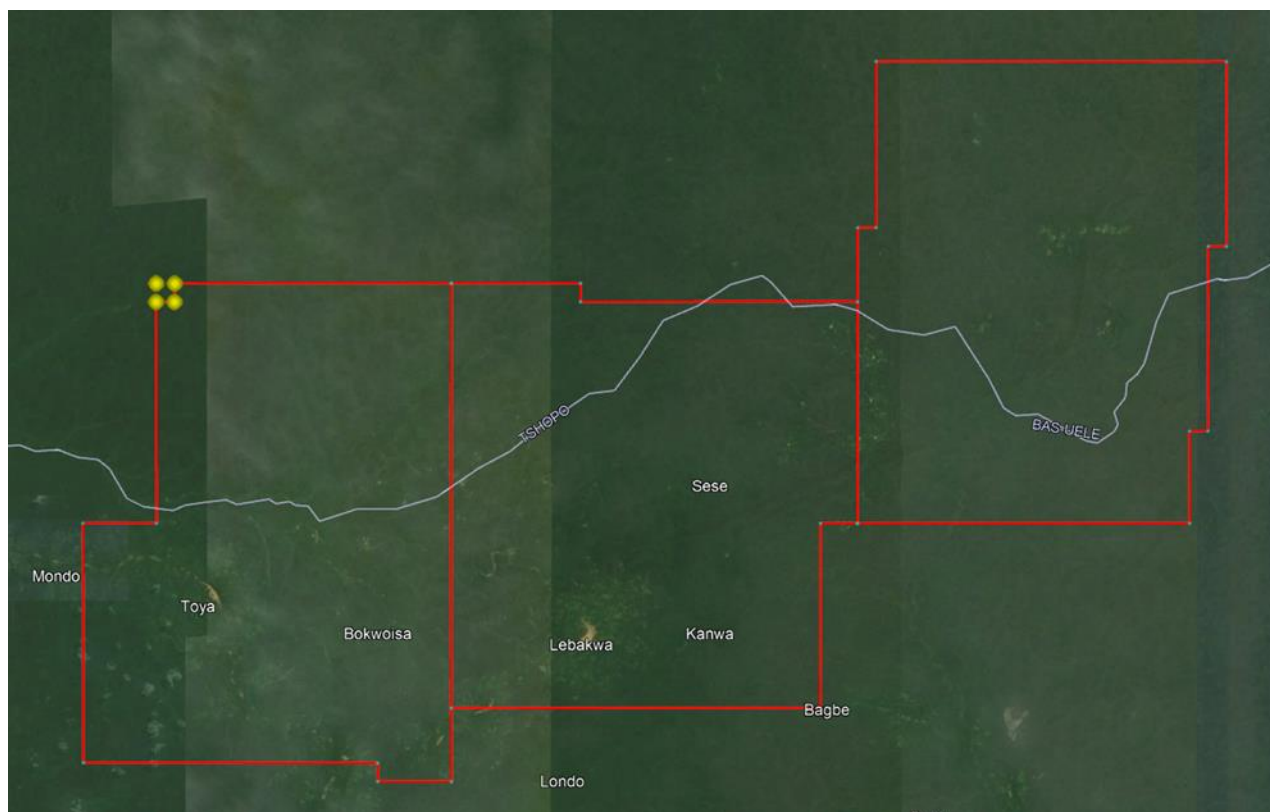 TSHOPO
BAS UELE
Sese
Mondo
Toya
Bokwoisa
Lebakwa
Kanwa
Bagbe
Londo